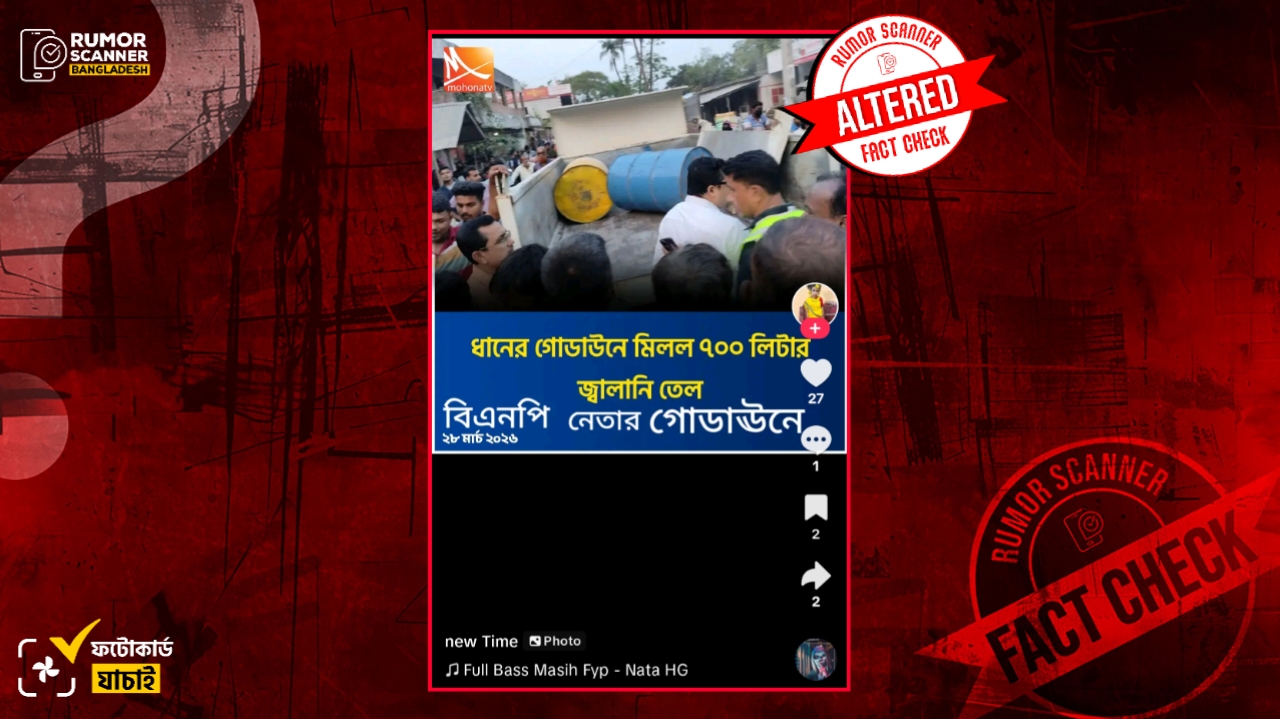 RUMOR
SCANNER
BANGLADESH
mohonatv
RUMOR SCANNER
ALTERED
FACT CHECK
ধানের গোডাউনে মিলল ৭০০ লিটার
জ্বালানি তেল
বিএনপি নেতার গোডাউনে
২৮ মার্চ ২০২৬
27
1
2
2
new Time Photo
Full Bass Masih Fyp - Nata HG
ফটোকার্ড
যাচাই
RUMOR SCANNER
FACT CHECK